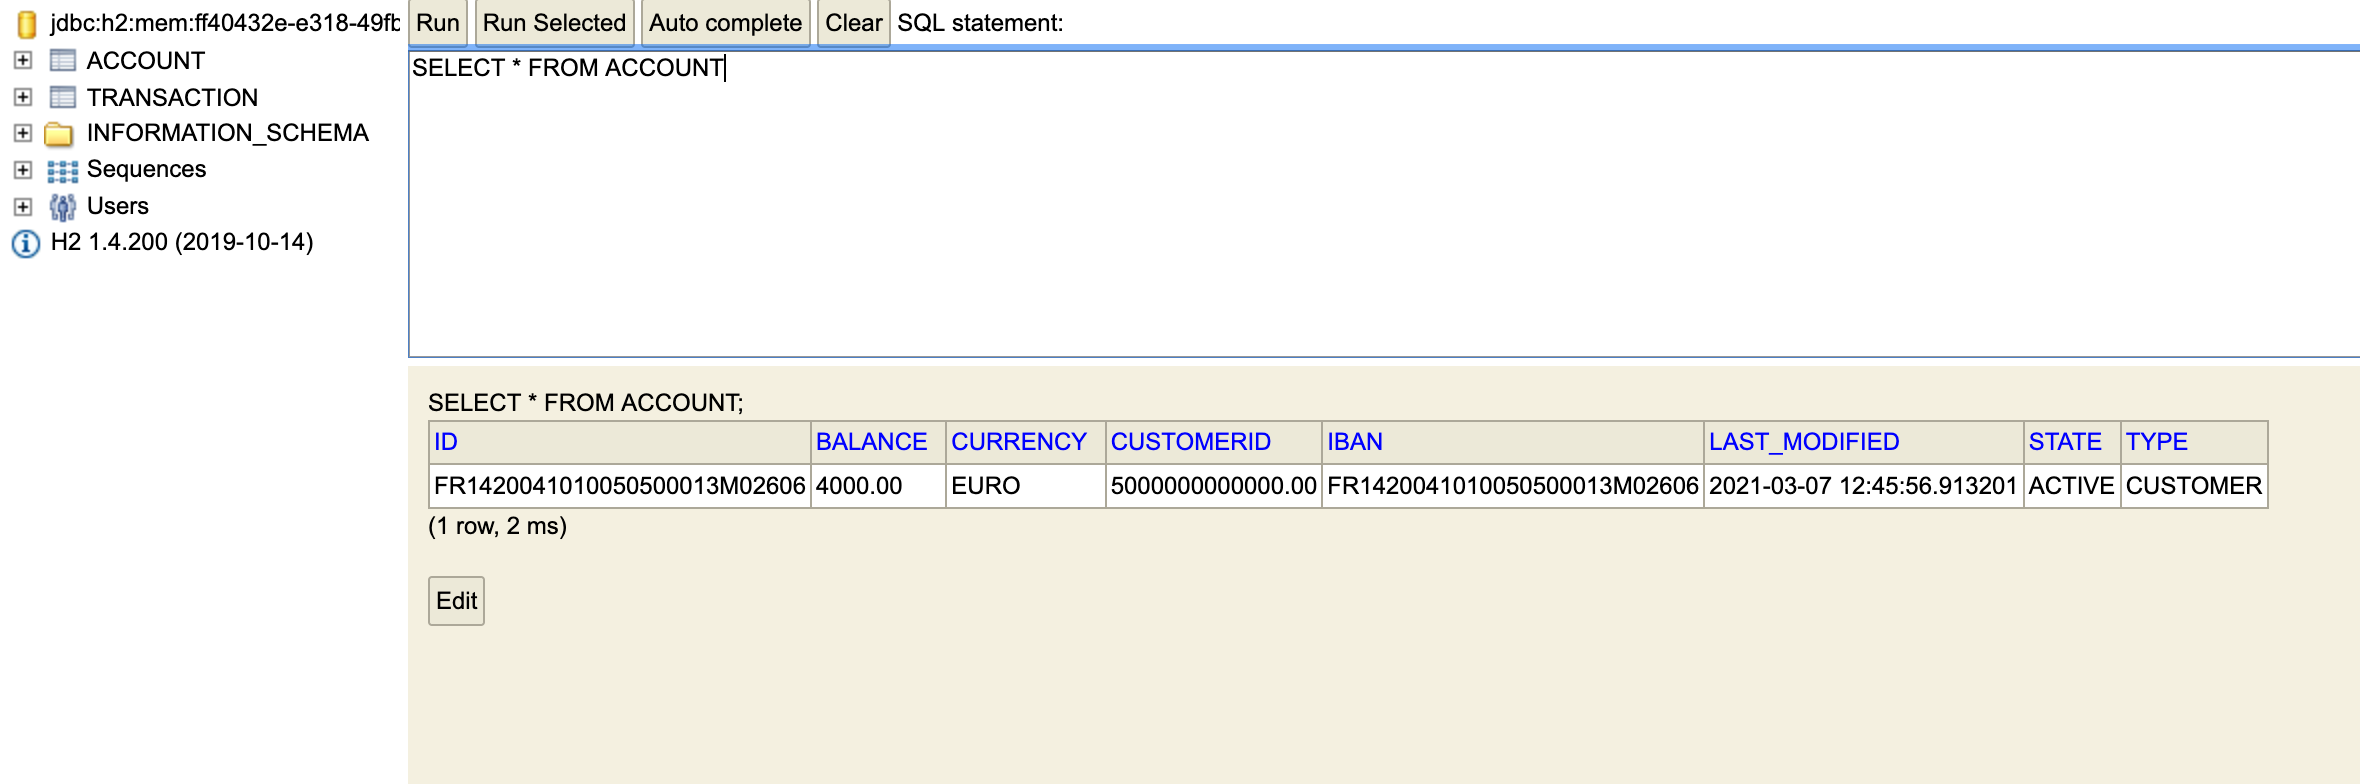 jdbc:h2:mem:ff40432e-e318-49fb
ACCOUNT
TRANSACTION
INFORMATION_SCHEMA
Sequences
Users
H2 1.4.200 (2019-10-14)
Run Run Selected Auto complete Clear SQL statement:
SELECT * FROM ACCOUNT
SELECT * FROM ACCOUNT;
ID BALANCE CURRENCY CUSTOMERID IBAN LAST_MODIFIED STATE TYPE
FR1420041010050500013M02606 4000.00 EURO 5000000000000.00 FR1420041010050500013M02606 2021-03-07 12:45:56.913201 ACTIVE CUSTOMER
(1 row, 2 ms)
Edit